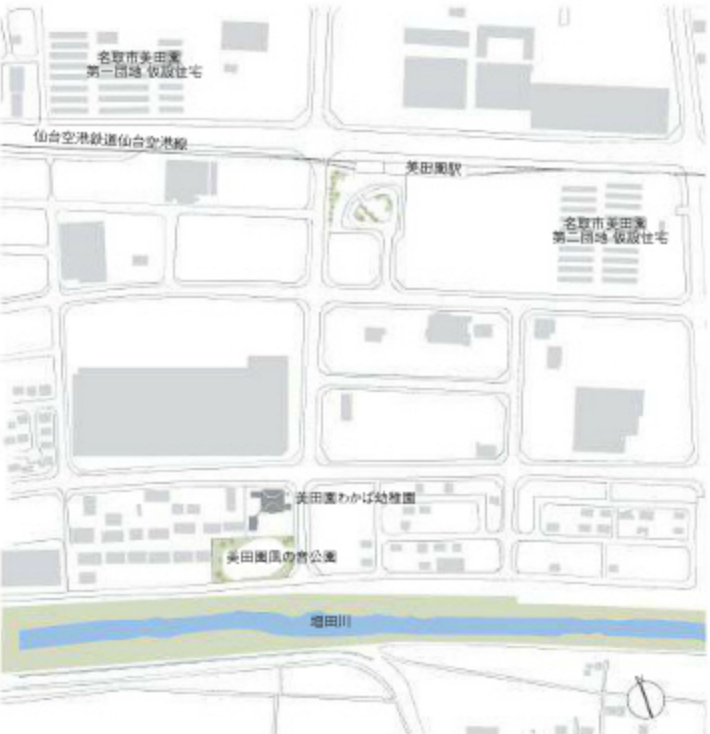 名取市美田園
第一団地 仮設住宅
仙台空港鉄道仙台空港線
美田園駅
名取市美田園
第二団地 仮設住宅
美田園わかば幼稚園
美田園風の音公園
増田川